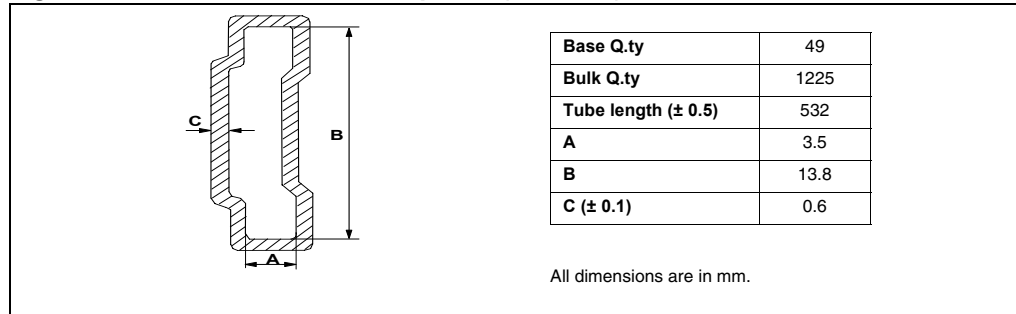 C
B
A
Base Q.ty 49
Bulk Q.ty 1225
Tube length (± 0.5) 532
A 3.5
B 13.8
C (± 0.1) 0.6
All dimensions are in mm.